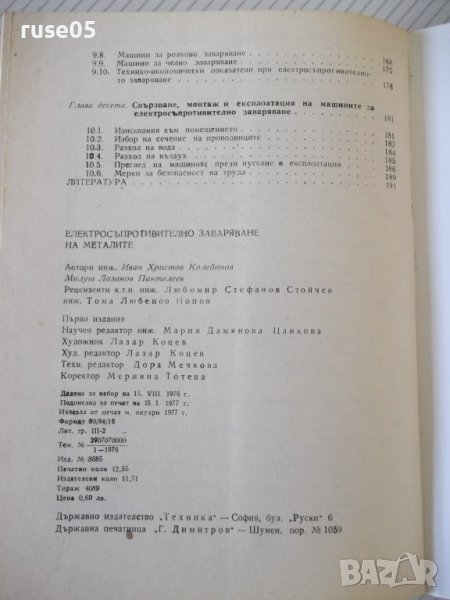 ruse05
9.8. Машини за ролково заваряване 168
9.9. Машини за челно заваряване 175
9.10. Технико-икономически показатели при електросъпротивително-
то заваряване 178
Глава десета. Свързване, монтаж и експлоатация на машините за
електросъпротивително заваряване 181
10.1. Изисквания към помещението 181
10.2. Избор на сечение на проводниците 182
10.3. Разход на вода 184
10.4. Разход на въздух 185
10.5. Преглед на машините преди пускане в експлоатация 186
10.6. Мерки за безопасност на труда 189
ЛИТЕРАТУРА 191
ЕЛЕКТРОСЪПРОТИВИТЕЛНО ЗАВАРЯВАНЕ
НА МЕТАЛИТЕ
Автори инж. Иван Христов Колебинов
Милуш Лозанов Пантелеев
Рецензенти к.т.н. инж. Любомир Стефанов Стойчев
инж. Тома Любенов Попов
Първо издание
Научен редактор инж. Мария Дамянова Цанкова
Художник Лазар Коцев
Худ. редактор Лазар Коцев
Техн. редактор Дора Мечкова
Коректор Мерияна Тотева
Дадена за набор на 15. VIII. 1976 г.
Подписана за печат на 15. I. 1977 г.
Излязла от печат м. януари 1977 г.
Формат 60/84/16
Лит. гр. III-2
Тем. № 2907070000
1—1976
Изд. № 8685
Печатни коли 12,55
Издателски коли 11,71
Тираж 4089
Цена 0,60 лв.
Държавно издателство „Техника“ — София, бул. „Руски“ 6
Държавна печатница „Г. Димитров“ — Шумен, пор. № 1059
BAZAR.bg